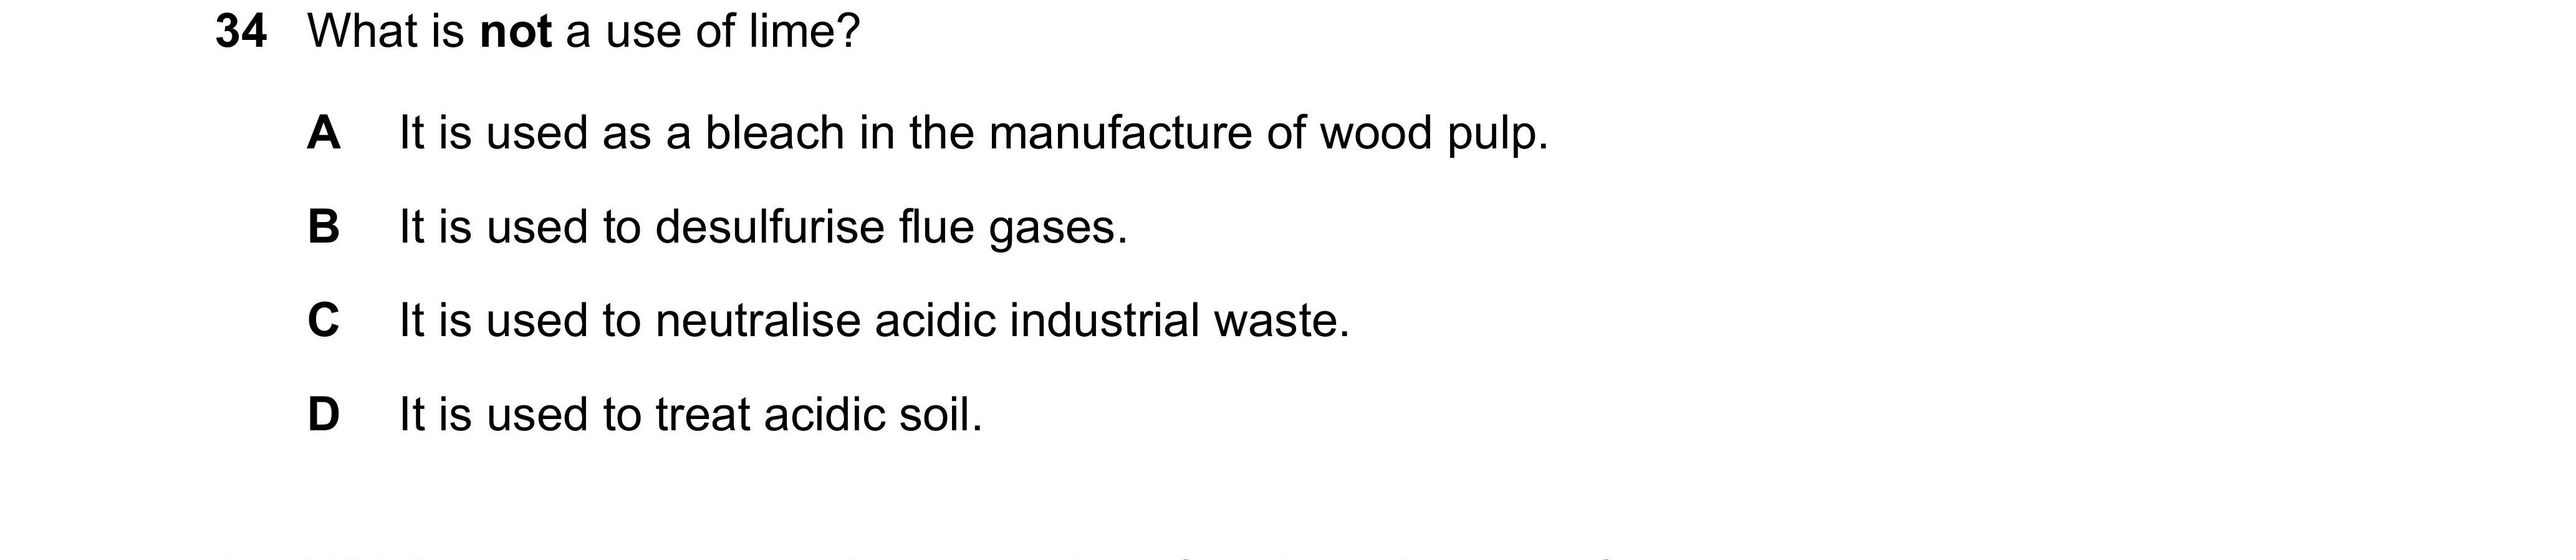 34 What is not a use of lime?
A It is used as a bleach in the manufacture of wood pulp.
B It is used to desulfurise flue gases.
C It is used to neutralise acidic industrial waste.
D It is used to treat acidic soil.